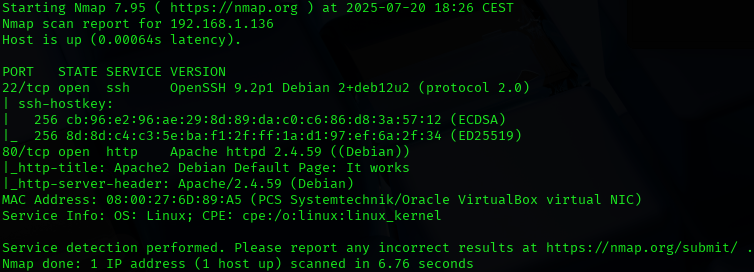 Starting Nmap 7.95 ( https://nmap.org ) at 2025-07-20 18:26 CEST
Nmap scan report for 192.168.1.136
Host is up (0.00064s latency).

PORT   STATE SERVICE VERSION
22/tcp open  ssh     OpenSSH 9.2p1 Debian 2+deb12u2 (protocol 2.0)
| ssh-hostkey:
|   256 cb:96:e2:96:ae:29:8d:89:da:c0:c6:86:d8:3a:57:12 (ECDSA)
|_  256 8d:8d:c4:c3:5e:ba:f1:2f:ff:1a:d1:97:ef:6a:2f:34 (ED25519)
80/tcp open  http    Apache httpd 2.4.59 ((Debian))
|_http-title: Apache2 Debian Default Page: It works
|_http-server-header: Apache/2.4.59 (Debian)
MAC Address: 08:00:27:6D:89:A5 (PCS Systemtechnik/Oracle VirtualBox virtual NIC)
Service Info: OS: Linux; CPE: cpe:/o:linux:linux_kernel

Service detection performed. Please report any incorrect results at https://nmap.org/submit/ .
Nmap done: 1 IP address (1 host up) scanned in 6.76 seconds